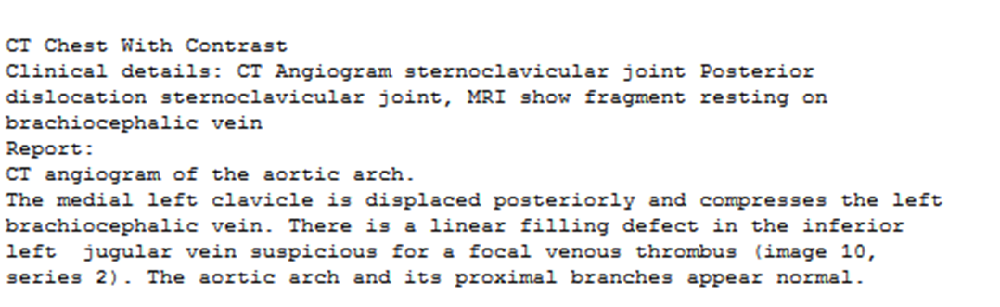 CT Chest With Contrast
Clinical details: CT Angiogram sternoclavicular joint Posterior
dislocation sternoclavicular joint, MRI show fragment resting on
brachiocephalic vein
Report:
CT angiogram of the aortic arch.
The medial left clavicle is displaced posteriorly and compresses the left
brachiocephalic vein. There is a linear filling defect in the inferior
left  jugular vein suspicious for a focal venous thrombus (image 10,
series 2). The aortic arch and its proximal branches appear normal.